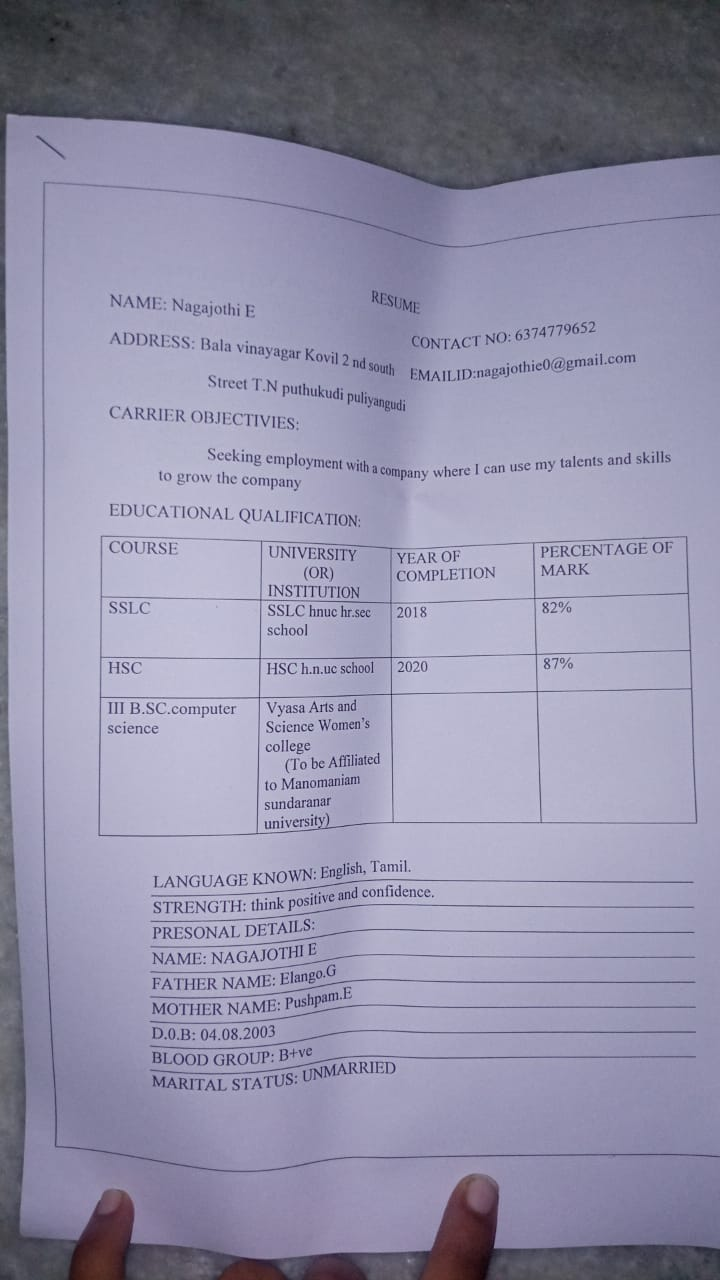 RESUME
NAME: Nagajothi E
CONTACT NO: 6374779652
ADDRESS: Bala vinayagar Kovil 2 nd south
EMAILID:nagajothie0@gmail.com
Street T.N puthukudi puliyangudi
CARRIER OBJECTIVIES:
Seeking employment with a company where I can use my talents and skills
to grow the company
EDUCATIONAL QUALIFICATION:
COURSE
UNIVERSITY
(OR)
INSTITUTION
YEAR OF
COMPLETION
PERCENTAGE OF
MARK
SSLC
SSLC hnuc hr.sec
school
2018
82%
HSC
HSC h.n.uc school
2020
87%
III B.SC.computer
science
Vyasa Arts and
Science Women's
college
(To be Affiliated
to Manomaniam
sundaranar
university)
LANGUAGE KNOWN: English, Tamil.
STRENGTH: think positive and confidence.
PRESONAL DETAILS:
NAME: NAGAJOTHI E
FATHER NAME: Elango.G
MOTHER NAME: Pushpam.E
D.0.B: 04.08.2003
BLOOD GROUP: B+ve
MARITAL STATUS: UNMARRIED